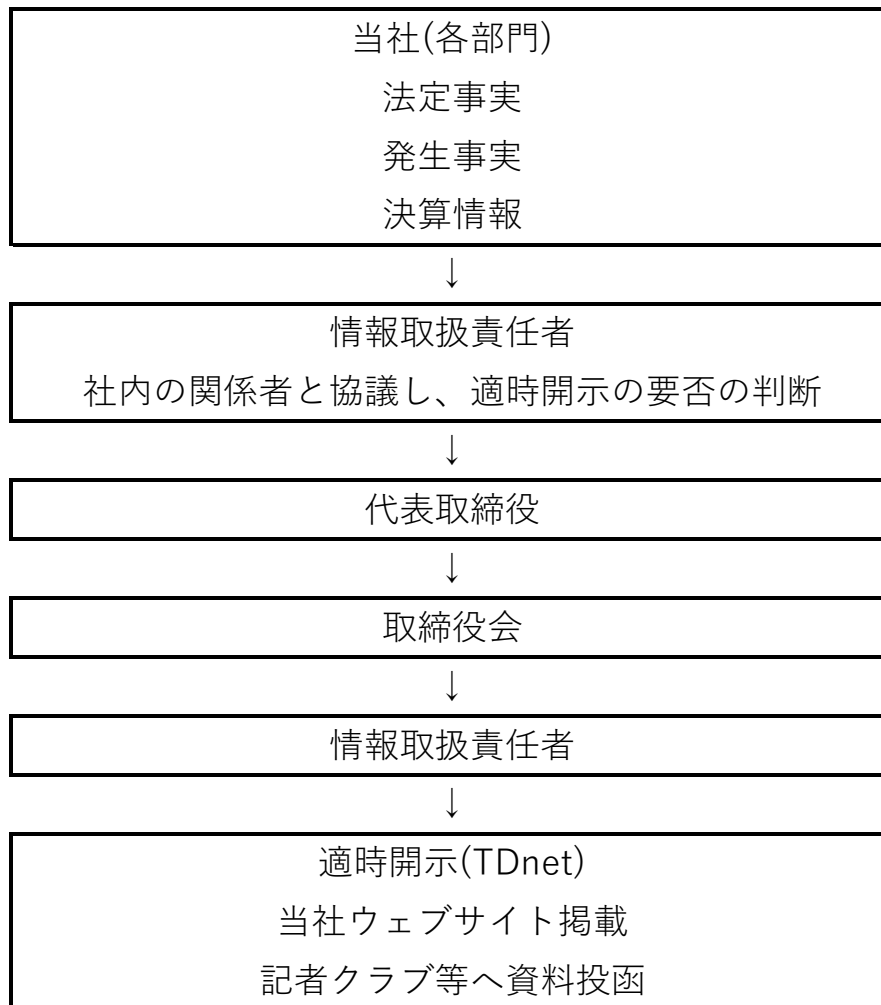 当社(各部門)
法定事実
発生事実
決算情報
↓
情報取扱責任者
社内の関係者と協議し、適時開示の要否の判断
↓
代表取締役
↓
取締役会
↓
情報取扱責任者
↓
適時開示(TDnet)
当社ウェブサイト掲載
記者クラブ等へ資料投函